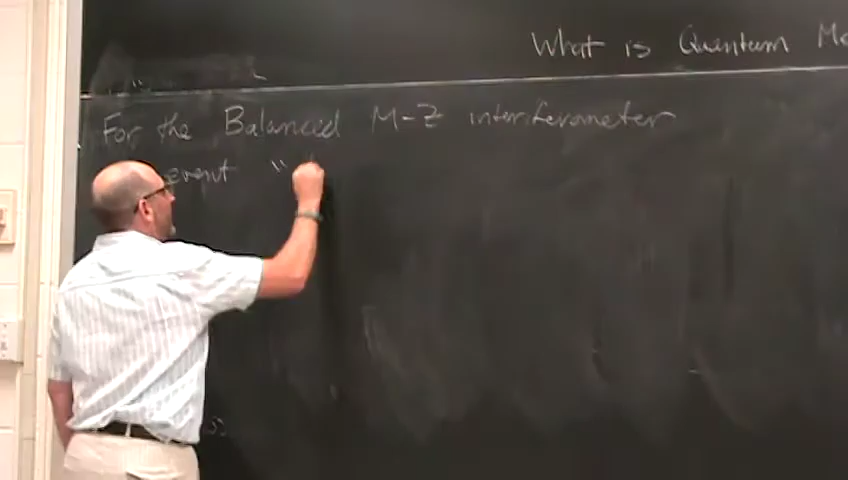 What is Quantum M
For the Balanced M-Z interferometer
event "